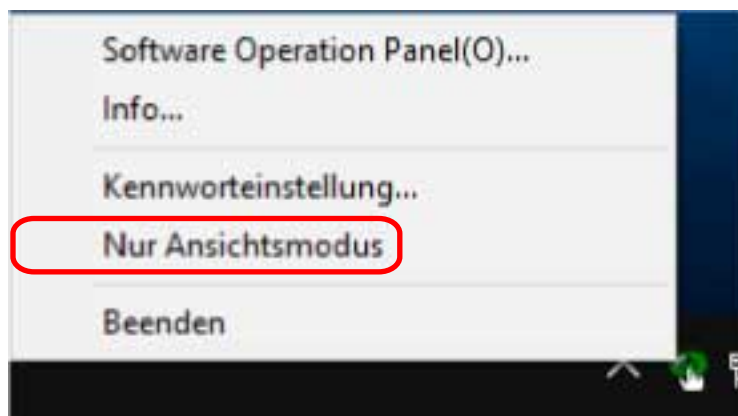 Software Operation Panel(O)...
Info...
Kennworteinstellung...
Nur Ansichtsmodus
Beenden